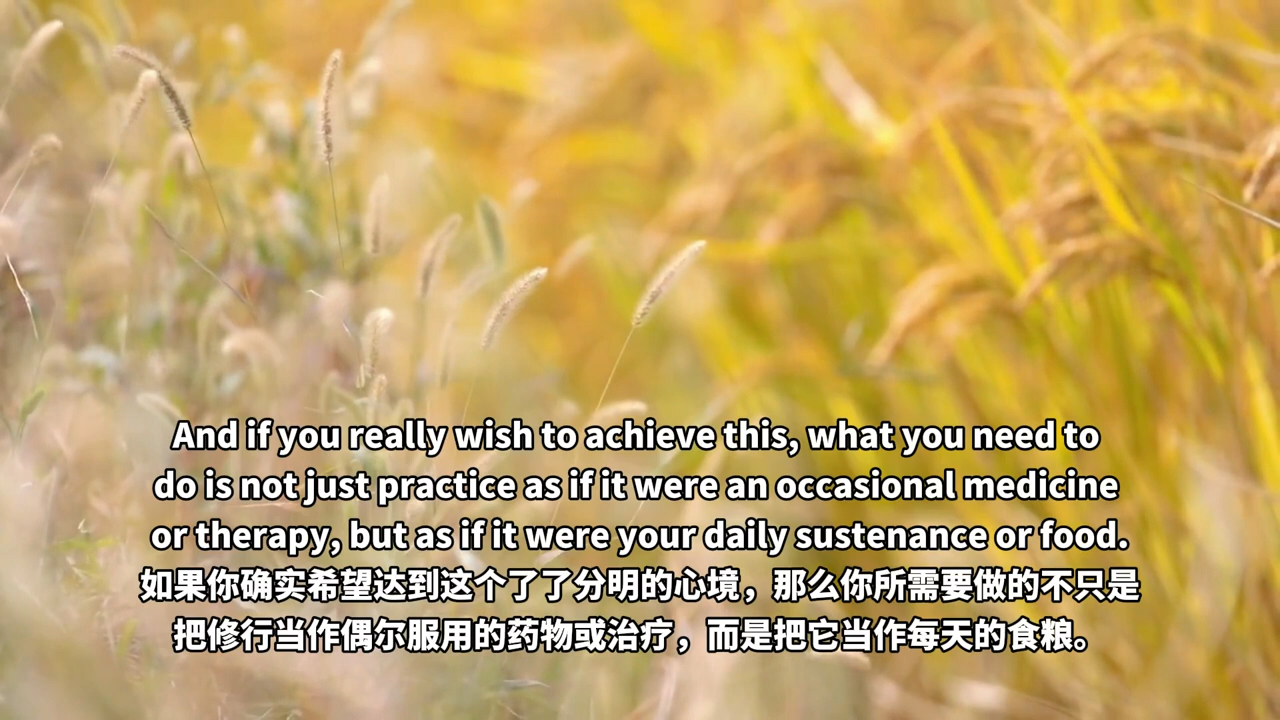 And if you really wish to achieve this, what you need to
do is not just practice as if it were an occasional medicine
or therapy, but as if it were your daily sustenance or food.
如果你确实希望达到这个了了分明的心境，那么你所需要做的不只是
把修行当作偶尔服用的药物或治疗，而是把它当作每天的食粮。